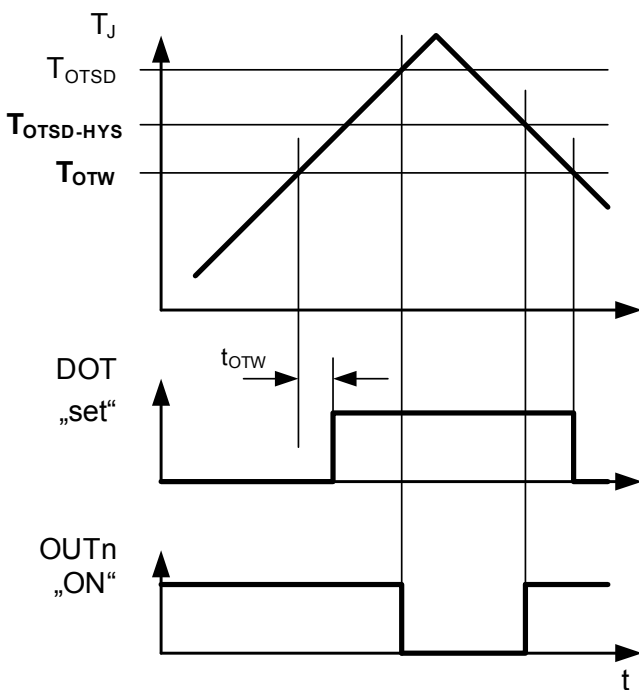 TJ
TOTSD
TOTSD-HYS
TOTW
tOTW
DOT
„set“
OUTn
„ON“
t